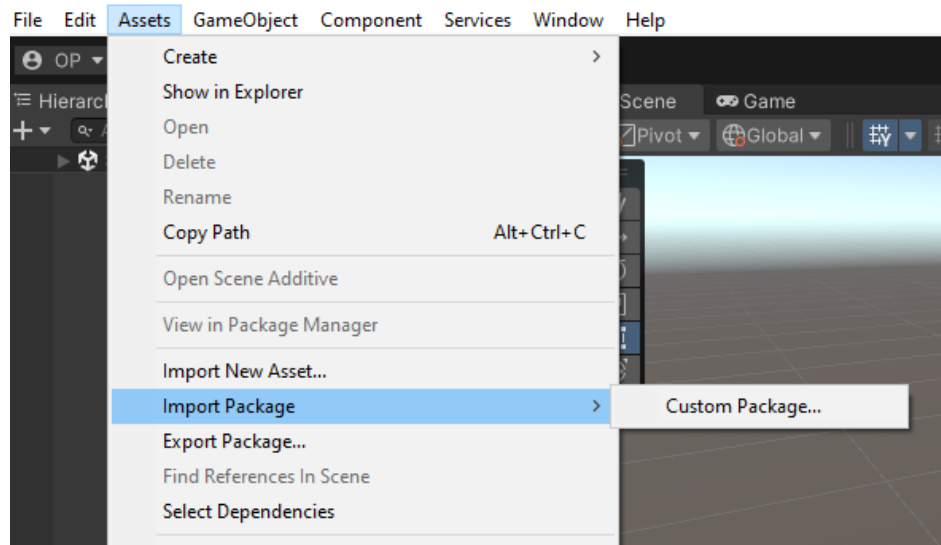 File Edit Assets GameObject Component Services Window Help
OP
Create
Show in Explorer
Hierarc
Scene
Game
Open
Pivot
Global
Delete
Rename
Copy Path Alt+Ctrl+C
Open Scene Additive
View in Package Manager
Import New Asset...
Import Package
Custom Package...
Export Package...
Find References In Scene
Select Dependencies